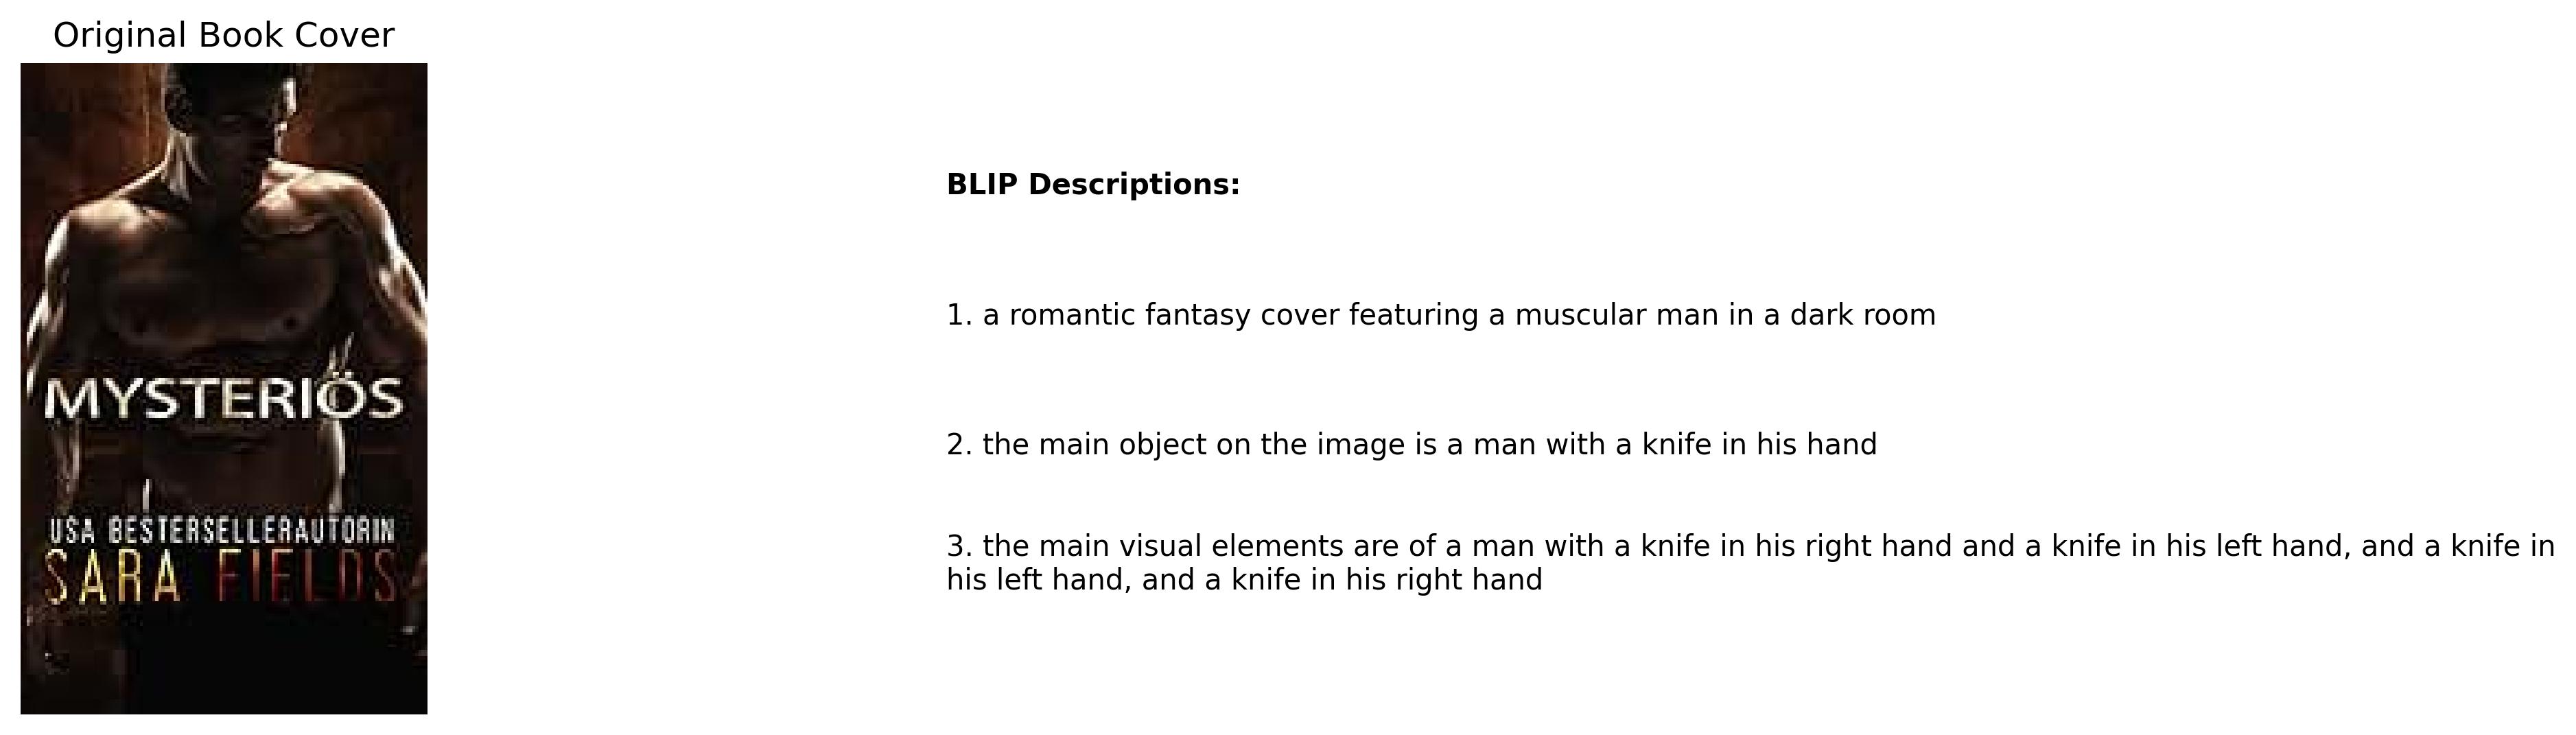 Original Book Cover
MYSTERIÖS
USA BESTERSELLERAUTORIN
SARA FIELDS
BLIP Descriptions:
1. a romantic fantasy cover featuring a muscular man in a dark room
2. the main object on the image is a man with a knife in his hand
3. the main visual elements are of a man with a knife in his right hand and a knife in his left hand, and a knife in
his left hand, and a knife in his right hand